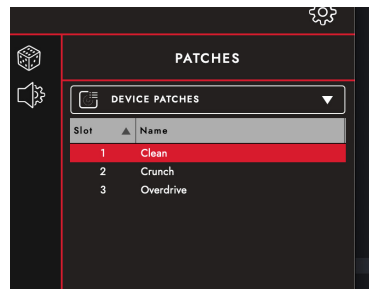 PATCHES
DEVICE PATCHES
Slot Name
1 Clean
2 Crunch
3 Overdrive